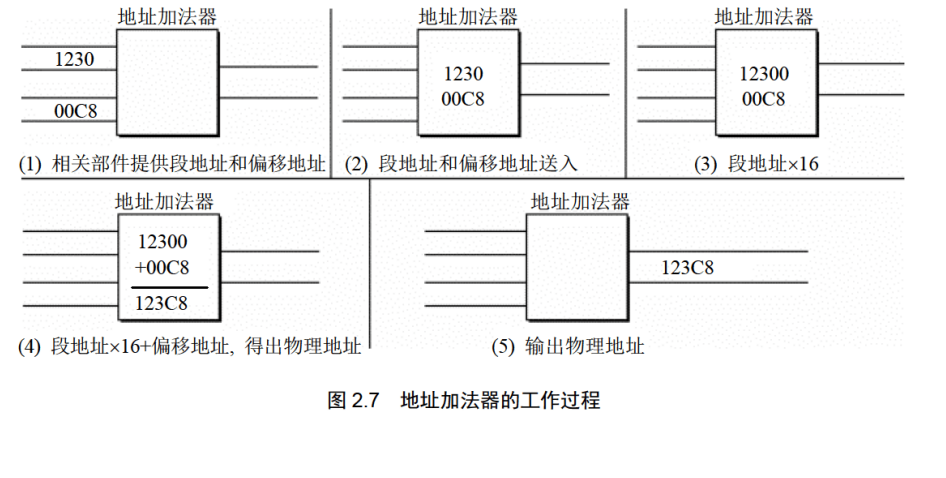 地址加法器
1230
00C8
(1) 相关部件提供段地址和偏移地址
地址加法器
1230
00C8
(2) 段地址和偏移地址送入
地址加法器
12300
00C8
(3) 段地址×16
地址加法器
12300
+00C8
123C8
(4) 段地址×16+偏移地址, 得出物理地址
地址加法器
123C8
(5) 输出物理地址
图 2.7 地址加法器的工作过程